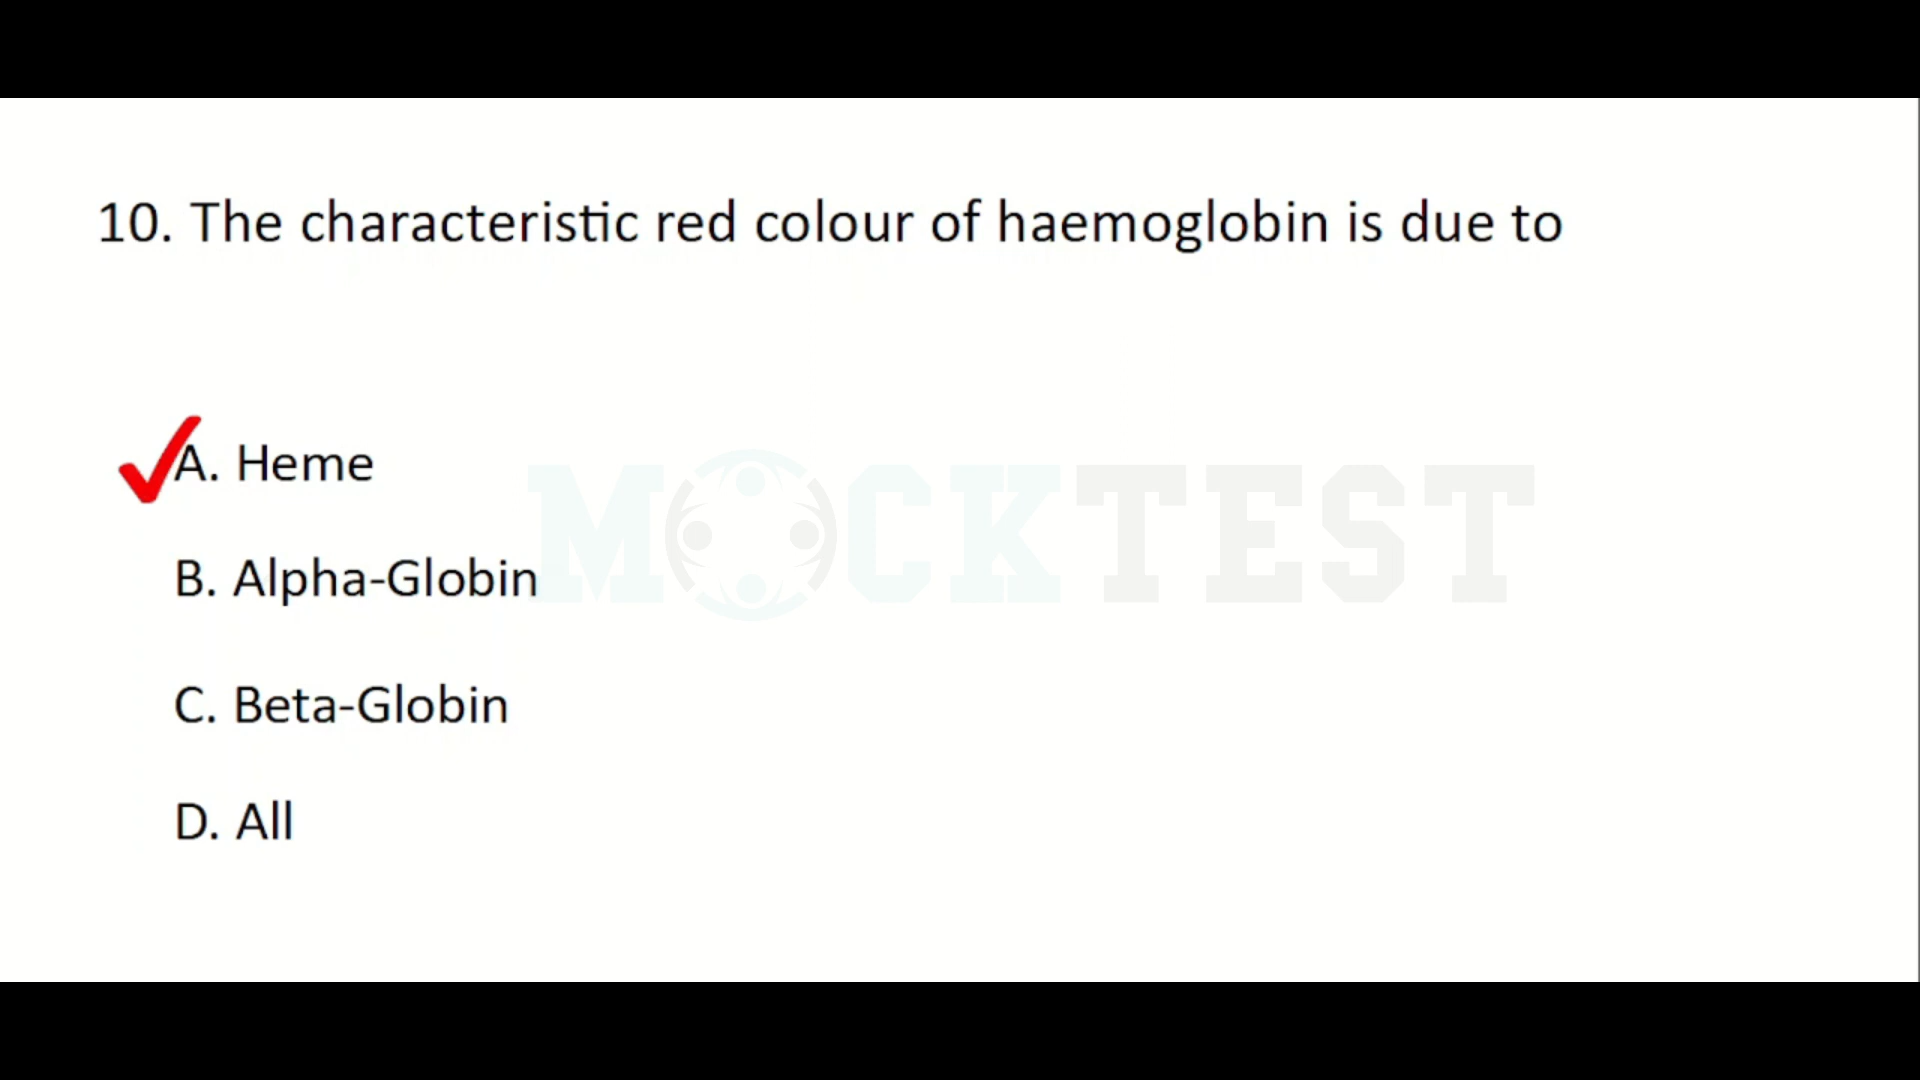 10. The characteristic red colour of haemoglobin is due to
A. Heme
B. Alpha-Globin
C. Beta-Globin
D. All
MOCKTEST